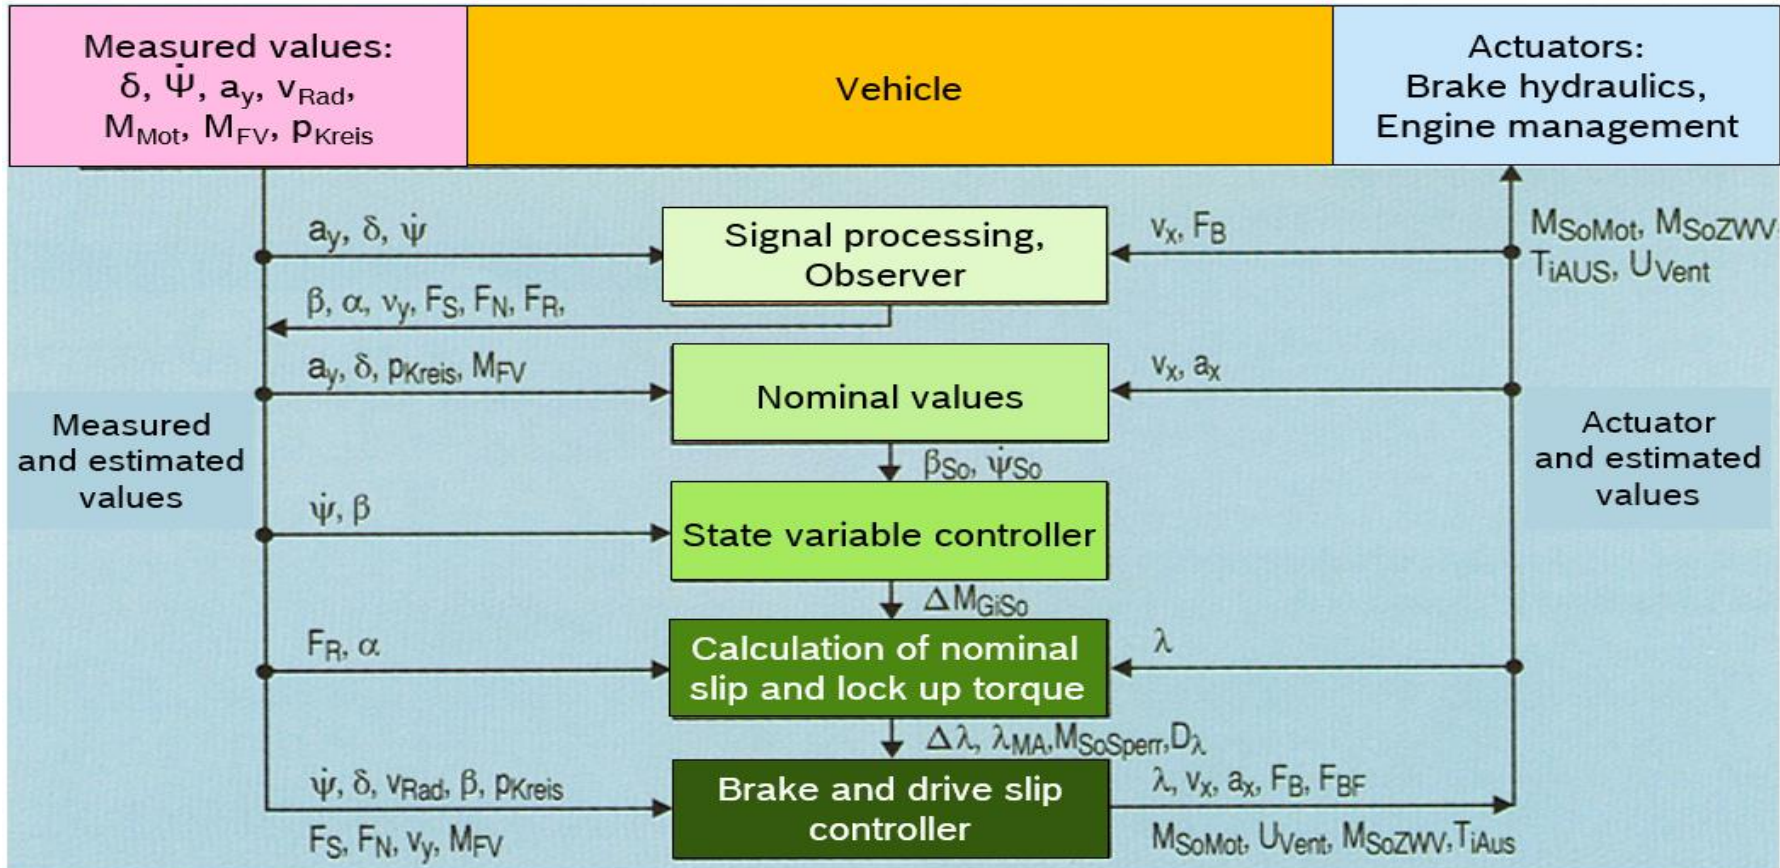 Measured values:
δ, Ψ̇, a_y, v_Rad,
M_Mot, M_FV, p_Kreis
Vehicle
Actuators:
Brake hydraulics,
Engine management
a_y, δ, ψ̇
Signal processing,
Observer
v_x, F_B
M_SoMot, M_SoZWV,
T_iAUS, U_Vent
β, α, v_y, F_S, F_N, F_R,
a_y, δ, p_Kreis, M_FV
Nominal values
v_x, a_x
Measured
and estimated
values
Actuator
and estimated
values
β_So, ψ̇_So
ψ̇, β
State variable controller
ΔM_GiSo
F_R, α
Calculation of nominal
slip and lock up torque
λ
Δλ, λ_MA, M_SoSperr, D_λ
ψ̇, δ, v_Rad, β, p_Kreis
F_S, F_N, v_y, M_FV
Brake and drive slip
controller
λ, v_x, a_x, F_B, F_BF
M_SoMot, U_Vent, M_SoZWV, T_iAus